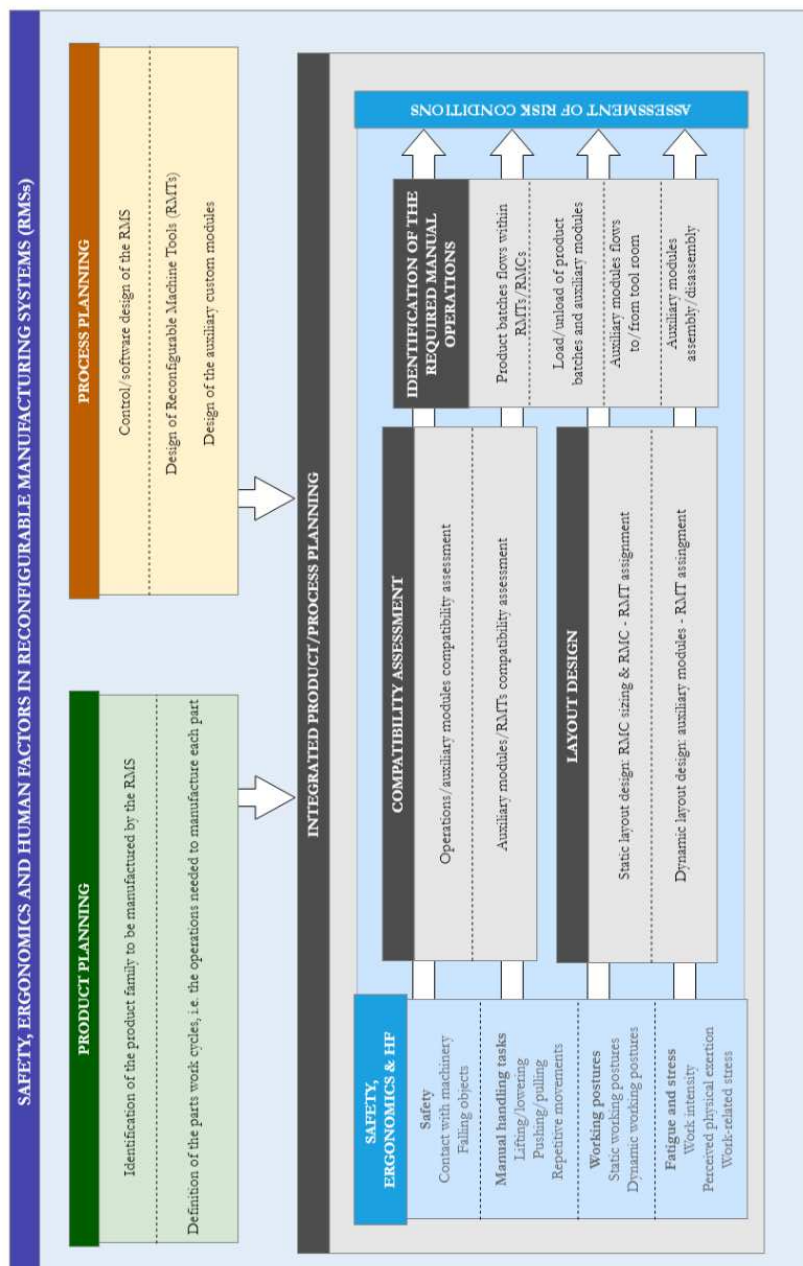 SAFETY, ERGONOMICS AND HUMAN FACTORS IN RECONFIGURABLE MANUFACTURING SYSTEMS (RMSs)
PRODUCT PLANNING
Identification of the product family to be manufactured by the RMS
Definition of the parts work cycles, i.e. the operations needed to manufacture each part
PROCESS PLANNING
Control/software design of the RMS
Design of Reconfigurable Machine Tools (RMTs)
Design of the auxiliary custom modules
INTEGRATED PRODUCT/PROCESS PLANNING
SAFETY,
ERGONOMICS & HF
Safety
Contact with machinery
Falling objects
Manual handling tasks
Lifting/lowering
Pushing/pulling
Repetitive movements
Working postures
Static working postures
Dynamic working postures
Fatigue and stress
Work intensity
Perceived physical exertion
Work-related stress
COMPATIBILITY ASSESSMENT
Operations/auxiliary modules compatibility assessment
Auxiliary modules/RMTs compatibility assessment
LAYOUT DESIGN
Static layout design: RMC sizing & RMC - RMT assignment
Dynamic layout design: auxiliary modules - RMT assingment
IDENTIFICATION OF THE
REQUIRED MANUAL
OPERATIONS
Product batches flows within
RMTs/RMCs
Load/unload of product
batches and auxiliary modules
Auxiliary modules flows
to/from tool room
Auxiliary modules
assembly/disassembly
ASSESSMENT OF RISK CONDITIONS